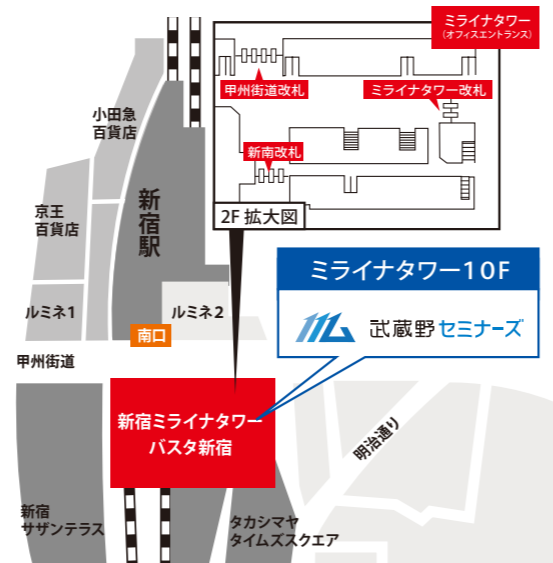 ミライナタワー
（オフィスエントランス）
甲州街道改札
ミライナタワー改札
新南改札
2F 拡大図
小田急
百貨店
京王
百貨店
新宿駅
ルミネ1
ルミネ2
南口
甲州街道
ミライナタワー10F
武蔵野セミナーズ
新宿ミライナタワー
バスタ新宿
明治通り
新宿
サザンテラス
タカシマヤ
タイムズスクエア